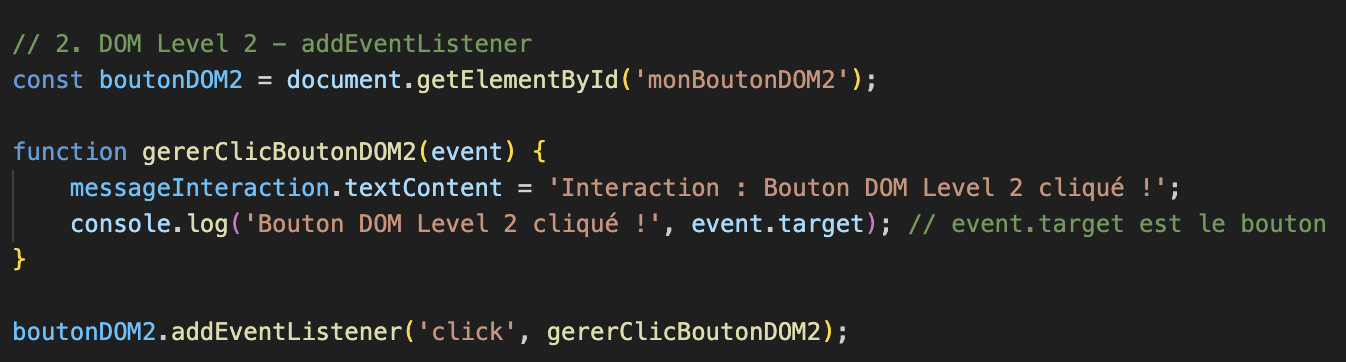 // 2. DOM Level 2 - addEventListener
const boutonDOM2 = document.getElementById('monBoutonDOM2');
function gererClicBoutonDOM2(event) {
    messageInteraction.textContent = 'Interaction : Bouton DOM Level 2 cliqué !';
    console.log('Bouton DOM Level 2 cliqué !', event.target); // event.target est le bouton
}
boutonDOM2.addEventListener('click', gererClicBoutonDOM2);